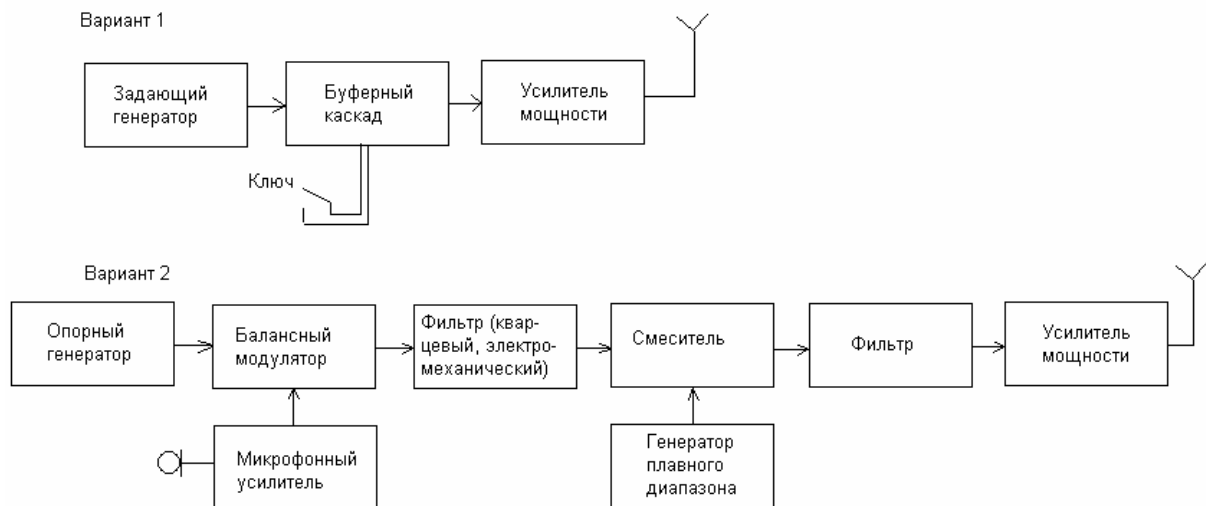 Вариант 1
Задающий
генератор
Буферный
каскад
Усилитель
мощности
Ключ
Вариант 2
Опорный
генератор
Балансный
модулятор
Фильтр (квар-
цевый, электро-
механический)
Смеситель
Фильтр
Усилитель
мощности
Микрофонный
усилитель
Генератор
плавного
диапазона